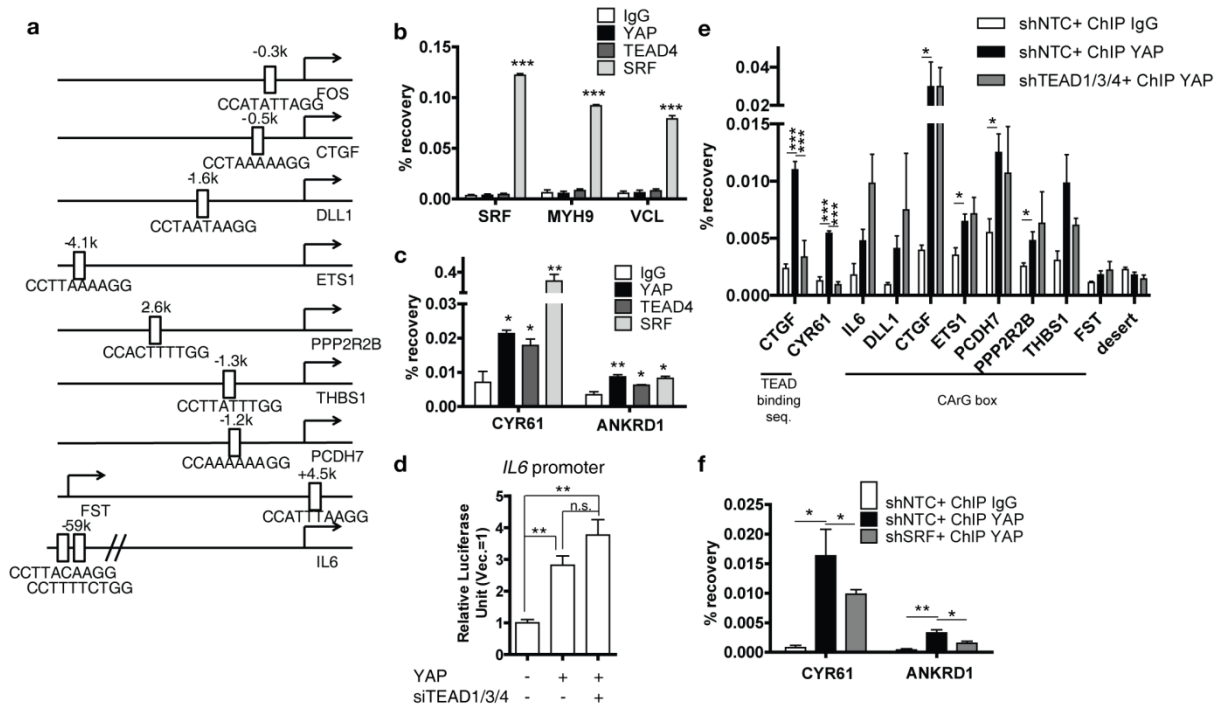 a
-0.3k
FOS
CCATATTAGG
-0.5k
CTGF
CCTAAAAAGG
-1.6k
DLL1
CCTAATAAGG
-4.1k
ETS1
CCTTAAAAGG
2.6k
PPP2R2B
CCACTTTTGG
-1.3k
THBS1
CCTTATTTGG
-1.2k
PCDH7
CCAAAAAAGG
+4.5k
FST
CCATTTAAGG
-59k
IL6
CCTTACAAGG
CCTTTTCTGG
b
IgG
YAP
TEAD4
SRF
% recovery
0.15
0.10
0.05
0.00
***
***
***
SRF MYH9 VCL
c
IgG
YAP
TEAD4
SRF
% recovery
0.4
0.03
0.02
0.01
0.00
* * **
** * *
CYR61 ANKRD1
d
IL6 promoter
Relative Luciferase
Unit (Vec.=1)
5
4
3
2
1
0
**
n.s.
**
YAP - + +
siTEAD1/3/4 - - +
e
shNTC+ ChIP IgG
shNTC+ ChIP YAP
shTEAD1/3/4+ ChIP YAP
% recovery
0.04
0.02
0.015
0.010
0.005
0.000
*** ***
*** ***
*
*
*
*
CTGF CYR61 IL6 DLL1 CTGF ETS1 PCDH7 PPP2R2B THBS1 FST desert
TEAD
binding
seq.
CArG box
f
shNTC+ ChIP IgG
shNTC+ ChIP YAP
shSRF+ ChIP YAP
% recovery
0.025
0.020
0.015
0.010
0.005
0.000
* *
** *
CYR61 ANKRD1